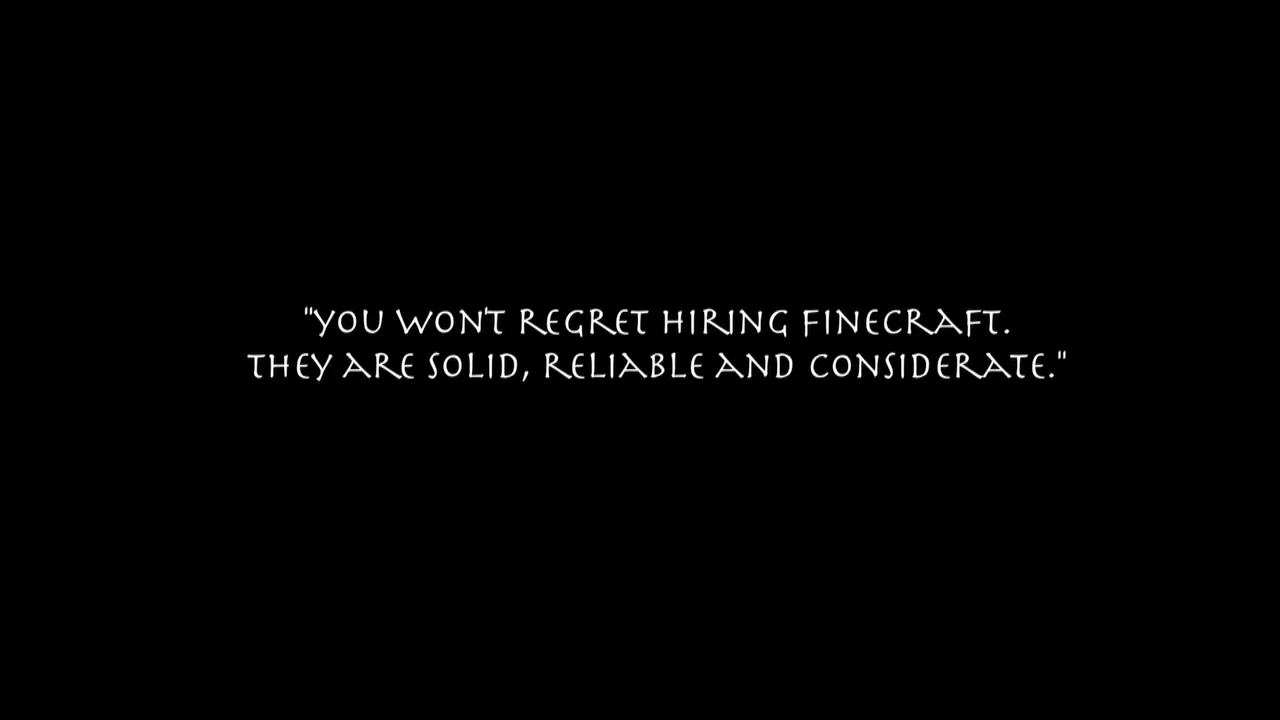 "YOU WON'T REGRET HIRING FINECRAFT.
THEY ARE SOLID, RELIABLE AND CONSIDERATE."